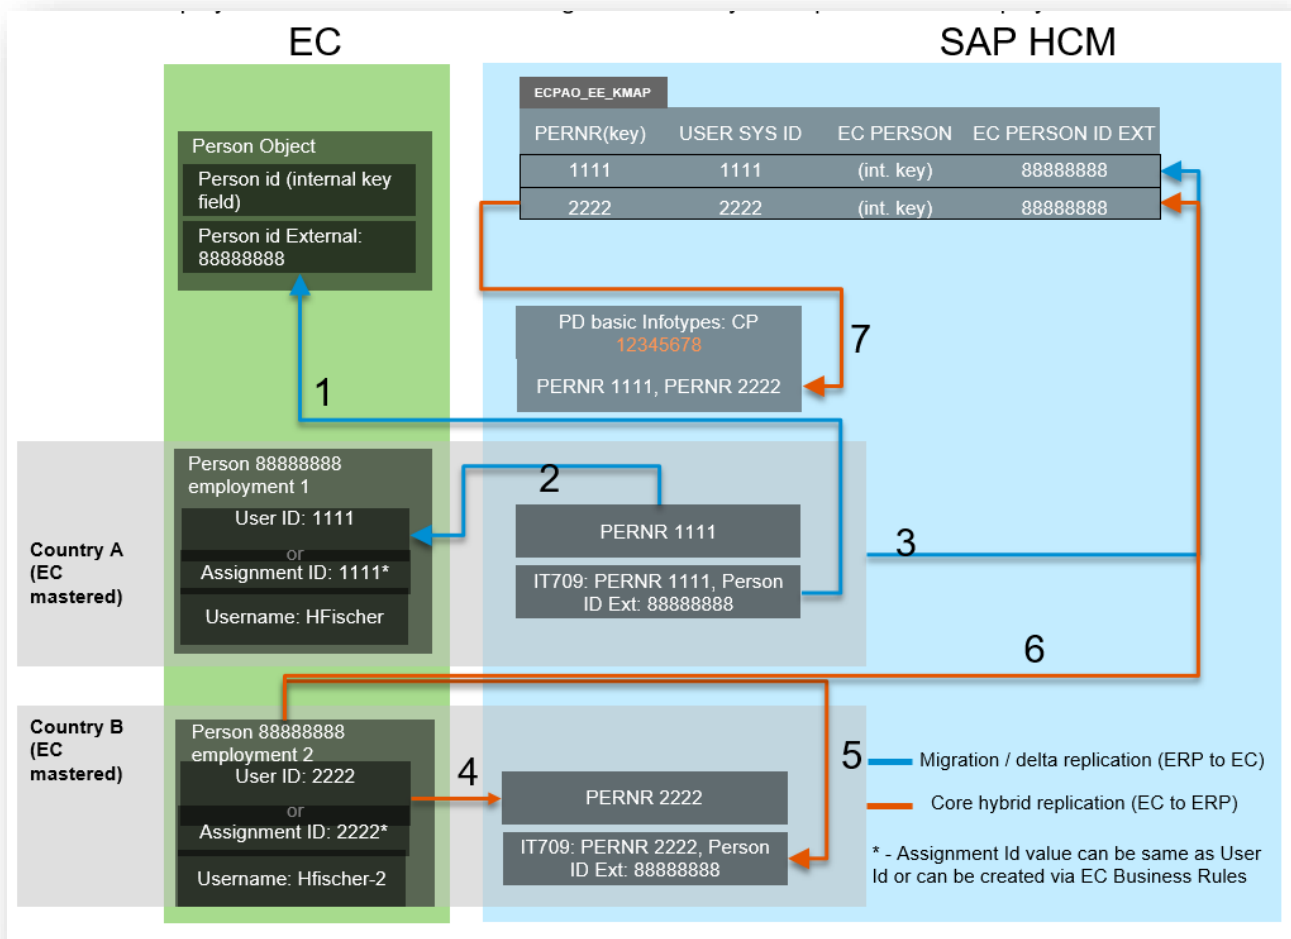 EC
SAP HCM
ECPAO_EE_KMAP
PERNR(key) USER SYS ID EC PERSON EC PERSON ID EXT
1111 1111 (int. key) 88888888
2222 2222 (int. key) 88888888
Person Object
Person id (internal key
field)
Person id External:
88888888
PD basic Infotypes: CP
12345678
PERNR 1111, PERNR 2222
7
1
Country A
(EC
mastered)
Person 88888888
employment 1
User ID: 1111
or
Assignment ID: 1111*
Username: HFischer
2
PERNR 1111
IT709: PERNR 1111, Person
ID Ext: 88888888
3
6
Country B
(EC
mastered)
Person 88888888
employment 2
User ID: 2222
or
Assignment ID: 2222*
Username: Hfischer-2
4
PERNR 2222
IT709: PERNR 2222, Person
ID Ext: 88888888
5
Migration / delta replication (ERP to EC)
Core hybrid replication (EC to ERP)
* - Assignment Id value can be same as User
Id or can be created via EC Business Rules